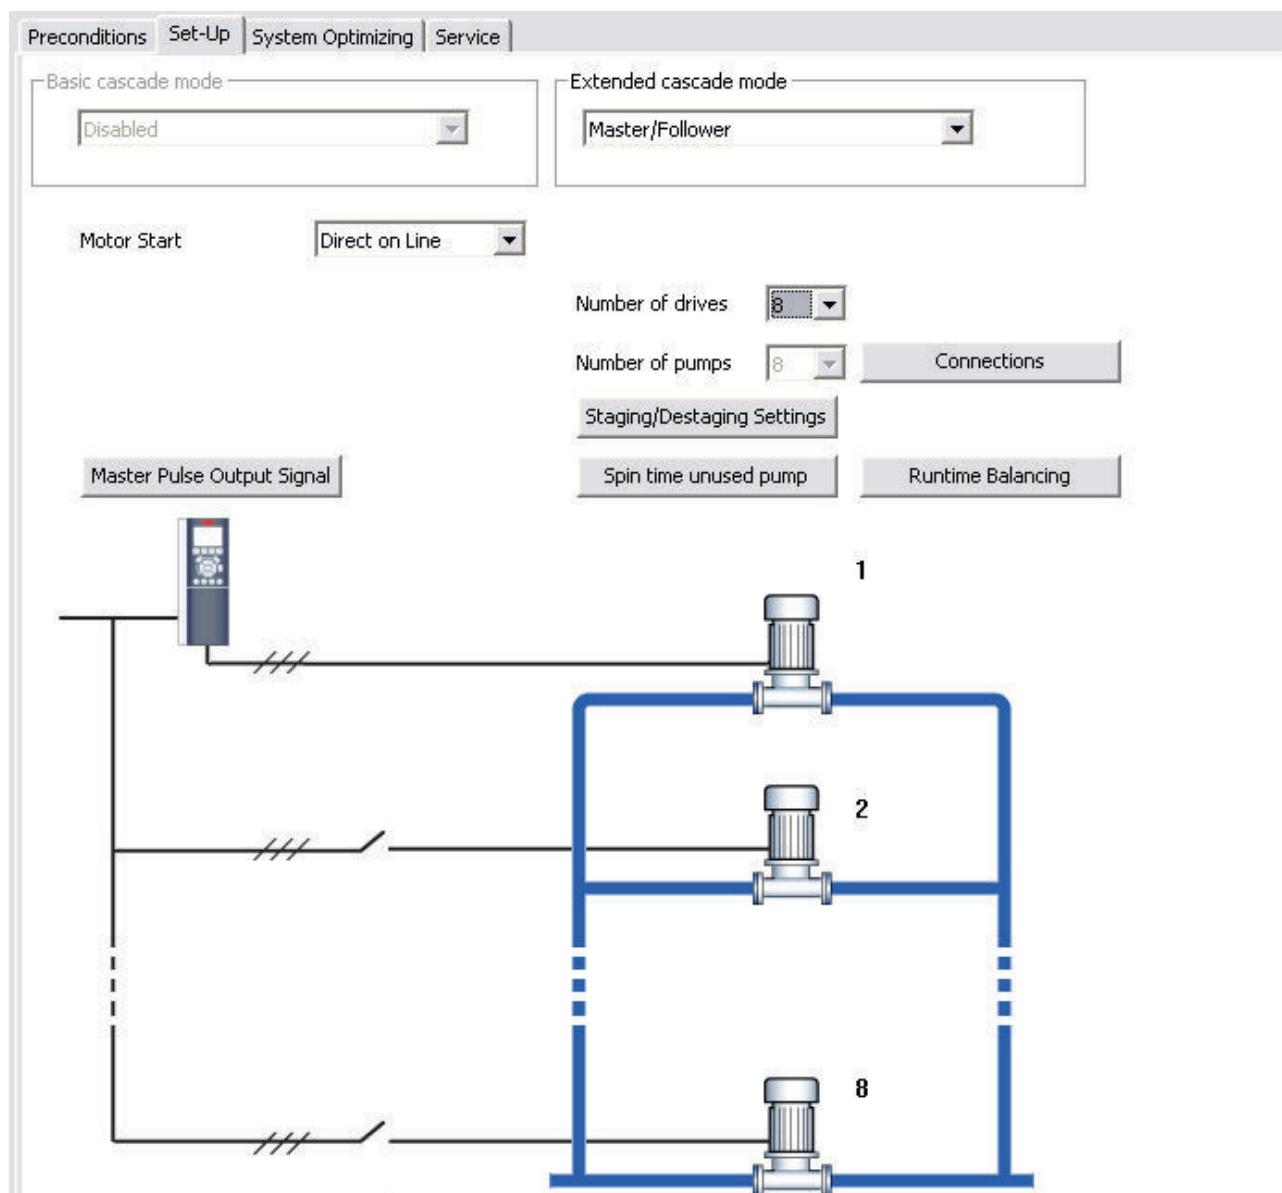 Preconditions Set-Up System Optimizing Service
Basic cascade mode
Disabled
Extended cascade mode
Master/Follower
Motor Start Direct on Line
Number of drives 8
Number of pumps 8 Connections
Staging/Destaging Settings
Master Pulse Output Signal Spin time unused pump Runtime Balancing
1
2
8